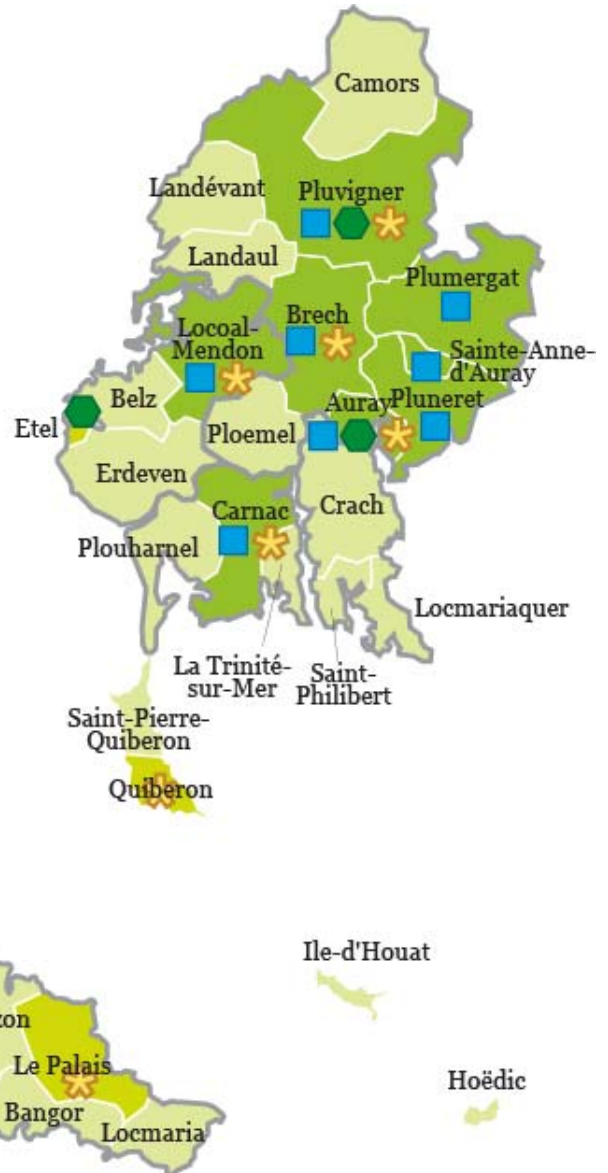 Camors
Landévant
Pluvigner
Landaul
Plumergat
Brech
Locoal-
Mendon
Sainte-Anne-
d'Auray
Belz
Auray
Pluneret
Etel
Ploemel
Erdeven
Crach
Carnac
Plouharnel
Locmariaquer
La Trinité-
sur-Mer
Saint-
Philibert
Saint-Pierre-
Quiberon
Quiberon
Ile-d'Houat
zon
Le Palais
Hoëdic
Bangor
Locmaria